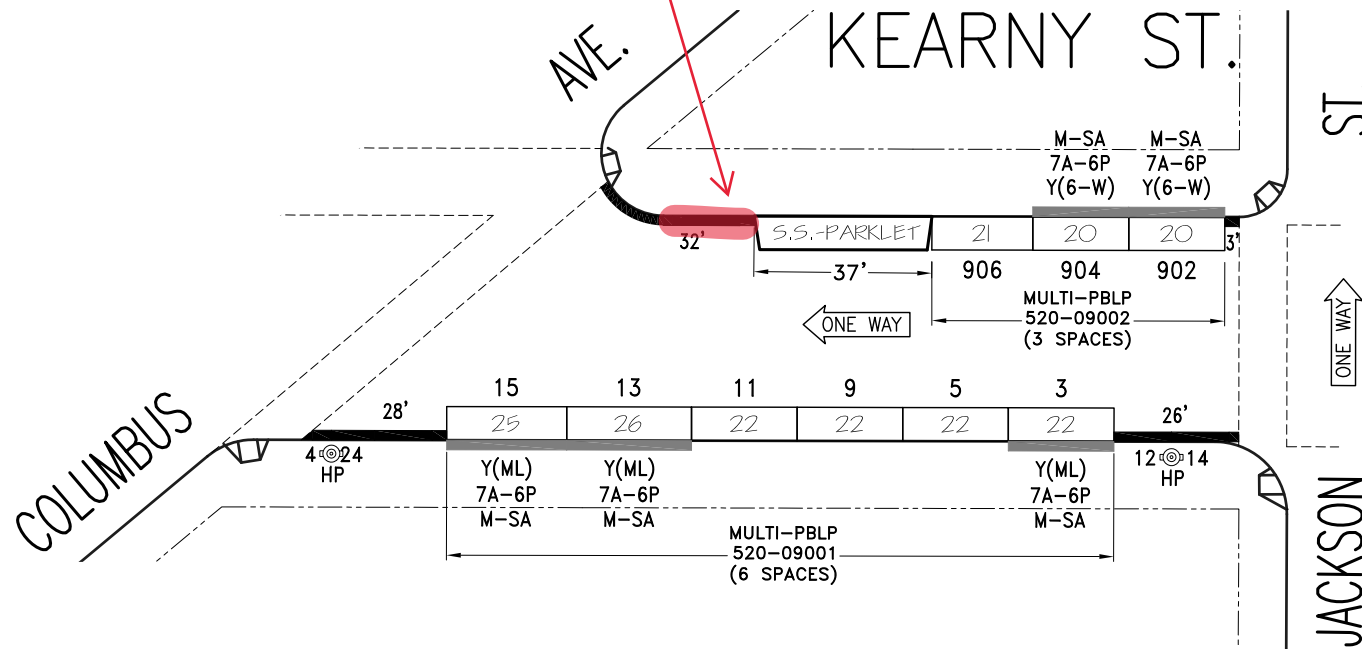 KEARNY ST.
AVE.
ST
M-SA M-SA
7A-6P 7A-6P
Y(6-W) Y(6-W)
32'
S.S.-PARKLET 21 20 20
3'
37'
906 904 902
MULTI-PBLP
520-09002
(3 SPACES)
ONE WAY
ONE WAY
15 13 11 9 5 3
28'
25 26 22 22 22 22
26'
COLUMBUS
4 24
HP
12 14
HP
Y(ML) Y(ML) Y(ML)
7A-6P 7A-6P 7A-6P
M-SA M-SA M-SA
MULTI-PBLP
520-09001
(6 SPACES)
JACKSON